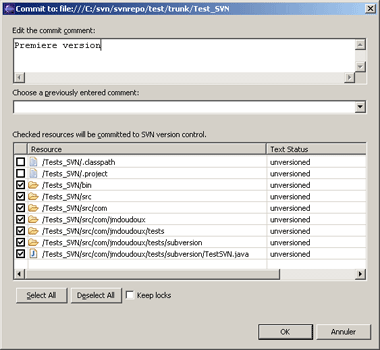 Commit to: file:///C:/svn/svnrepo/test/trunk/Test_SVN
Edit the commit comment:
Premiere version
Choose a previously entered comment:
Checked resources will be committed to SVN version control.
Resource Text Status
/Tests_SVN/.classpath unversioned
/Tests_SVN/.project unversioned
/Tests_SVN/bin unversioned
/Tests_SVN/src unversioned
/Tests_SVN/src/com unversioned
/Tests_SVN/src/com/jmdoudoux unversioned
/Tests_SVN/src/com/jmdoudoux/tests unversioned
/Tests_SVN/src/com/jmdoudoux/tests/subversion unversioned
/Tests_SVN/src/com/jmdoudoux/tests/subversion/TestSVN.java unversioned
Select All Deselect All Keep locks
OK Annuler